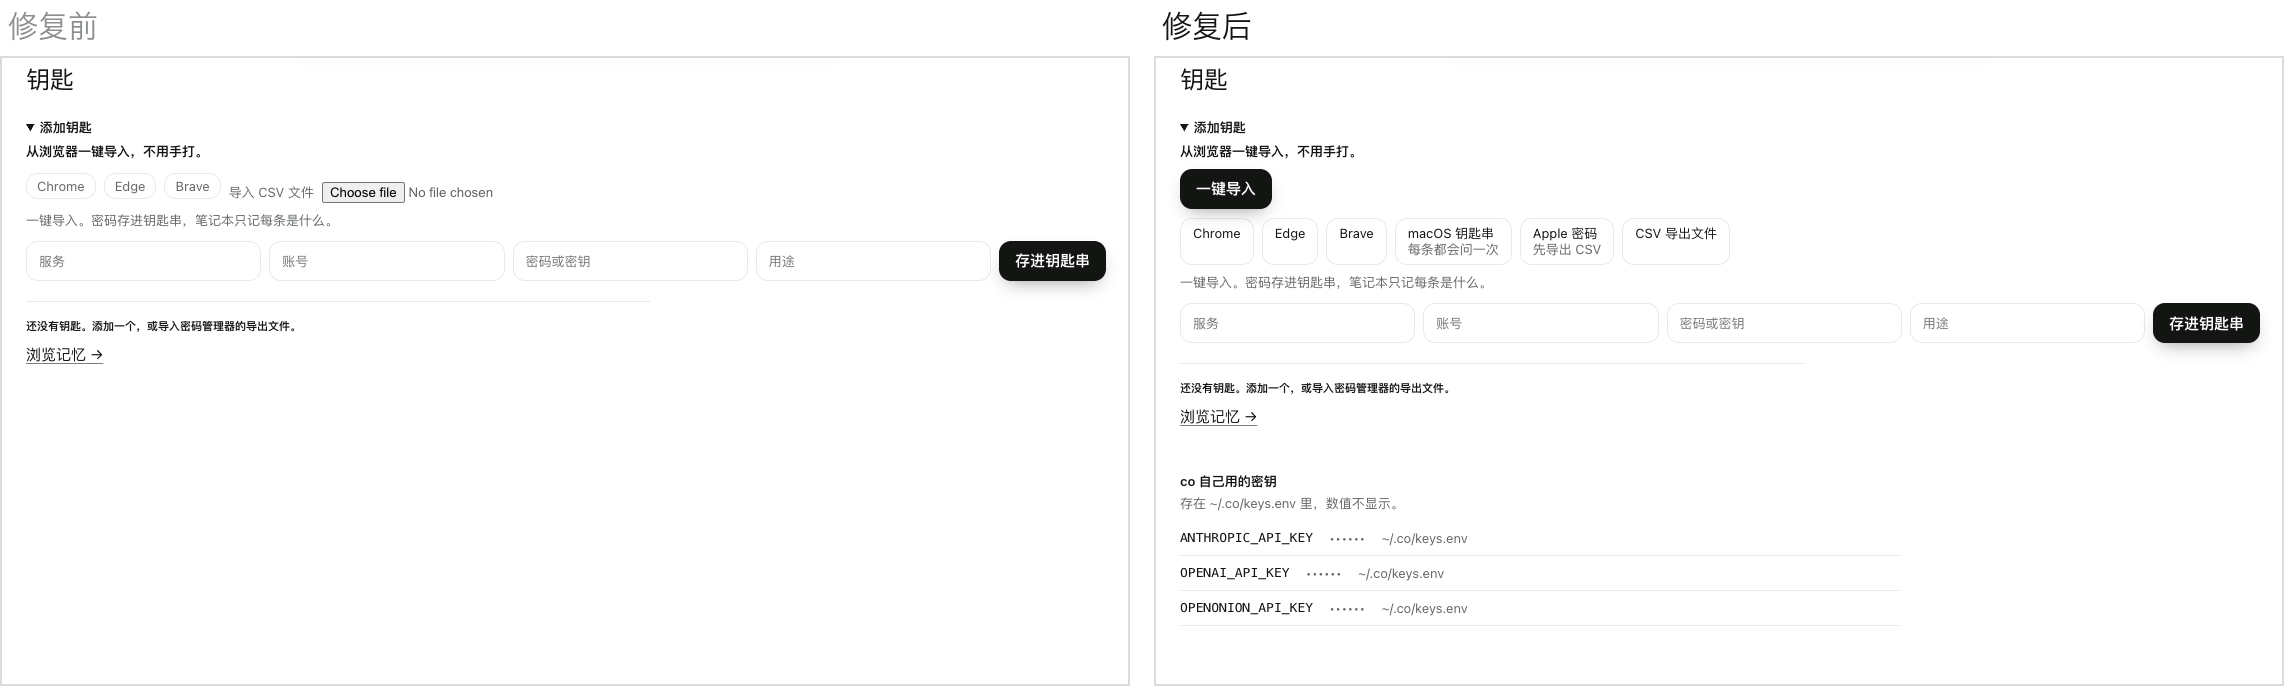 修复前
钥匙
▼ 添加钥匙
从浏览器一键导入，不用手打。
Chrome Edge Brave 导入 CSV 文件 Choose file No file chosen
一键导入。密码存进钥匙串，笔记本只记每条是什么。
服务 账号 密码或密钥 用途 存进钥匙串
还没有钥匙。添加一个，或导入密码管理器的导出文件。
浏览记忆 →
修复后
钥匙
▼ 添加钥匙
从浏览器一键导入，不用手打。
一键导入
Chrome Edge Brave macOS 钥匙串 Apple 密码 CSV 导出文件
每条都会问一次 先导出 CSV
一键导入。密码存进钥匙串，笔记本只记每条是什么。
服务 账号 密码或密钥 用途 存进钥匙串
还没有钥匙。添加一个，或导入密码管理器的导出文件。
浏览记忆 →
co 自己用的密钥
存在 ~/.co/keys.env 里，数值不显示。
ANTHROPIC_API_KEY •••••• ~/.co/keys.env
OPENAI_API_KEY •••••• ~/.co/keys.env
OPENONION_API_KEY •••••• ~/.co/keys.env